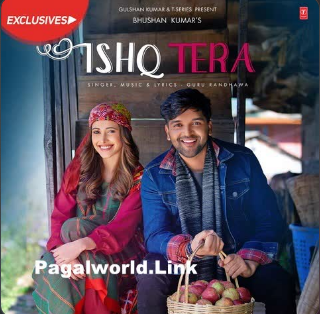 EXCLUSIVES
GULSHAN KUMAR & T-SERIES PRESENT
BHUSHAN KUMAR'S
ISHQ TERA
SINGER, MUSIC & LYRICS - GURU RANDHAWA
Pagalworld.Link